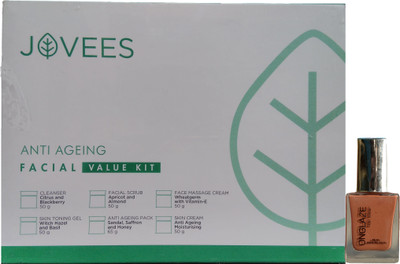 JOVEES
ANTI AGEING
FACIAL VALUE KIT
CLEANSER
Citrus and
Blackberry
50 g
FACIAL SCRUB
Apricot and
Almond
50 g
FACE MASSAGE CREAM
Wheatgerm
with Vitamin-E
50 g
SKIN TONING GEL
Witch Hazel
and Basil
50 g
ANTI AGEING PACK
Sandal, Saffron
and Honey
50 g
SKIN CREAM
Anti Ageing
Moisturising
50 g